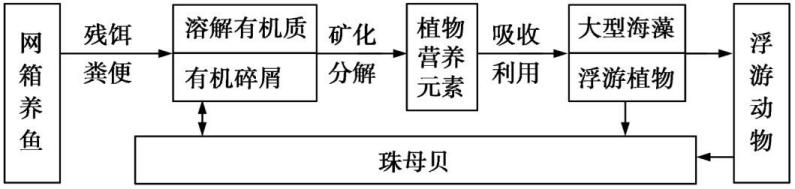 网箱养鱼
残饵
粪便
溶解有机质
有机碎屑
矿化
分解
植物
营养
元素
吸收
利用
大型海藻
浮游植物
浮游动物
珠母贝